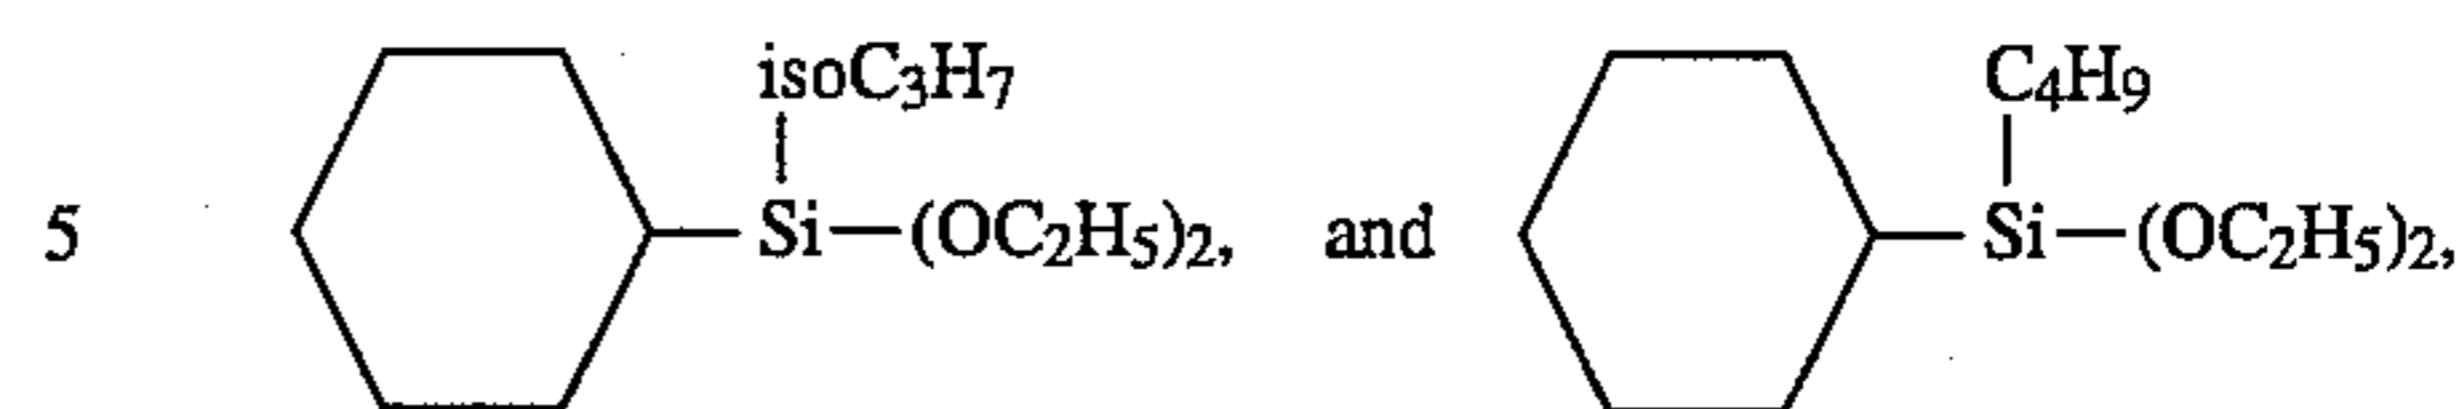 isoC₃H₇ C₄H₉
5 Si—(OC₂H₅)₂, and Si—(OC₂H₅)₂,